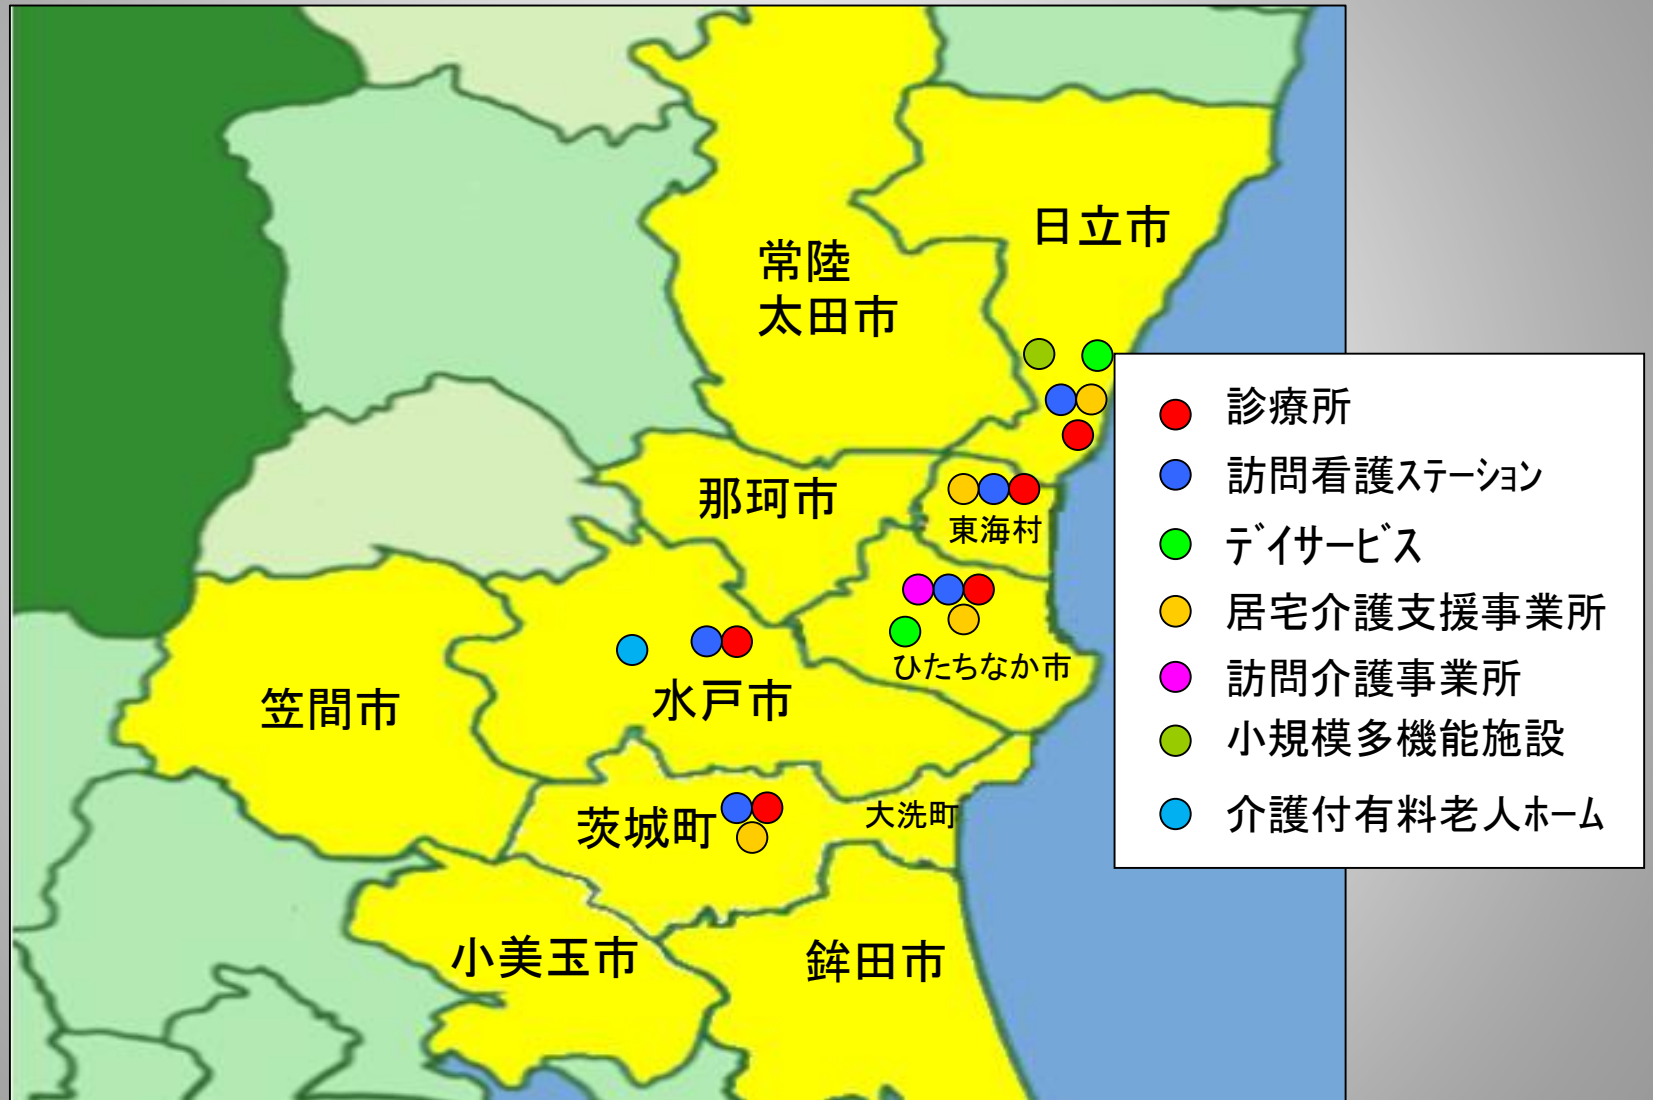 日立市
常陸
太田市
那珂市
東海村
ひたちなか市
水戸市
笠間市
茨城町
大洗町
小美玉市
鉾田市
診療所
訪問看護ｽﾃｰｼｮﾝ
ﾃﾞｲｻｰﾋﾞｽ
居宅介護支援事業所
訪問介護事業所
小規模多機能施設
介護付有料老人ﾎｰﾑ